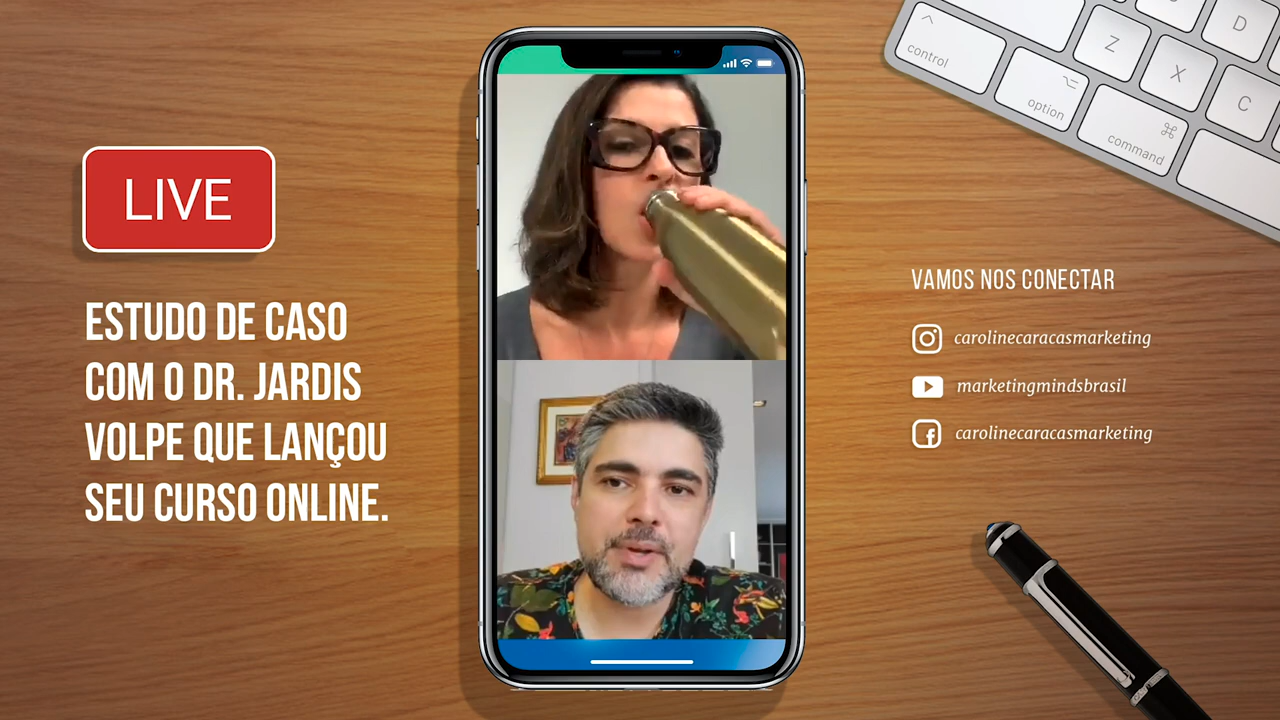 LIVE
ESTUDO DE CASO
COM O DR. JARDIS
VOLPE QUE LANÇOU
SEU CURSO ONLINE.
VAMOS NOS CONECTAR
carolinecaracasmarketing
marketingmindsbrasil
carolinecaracasmarketing
control
option
command
Z
X
C
D